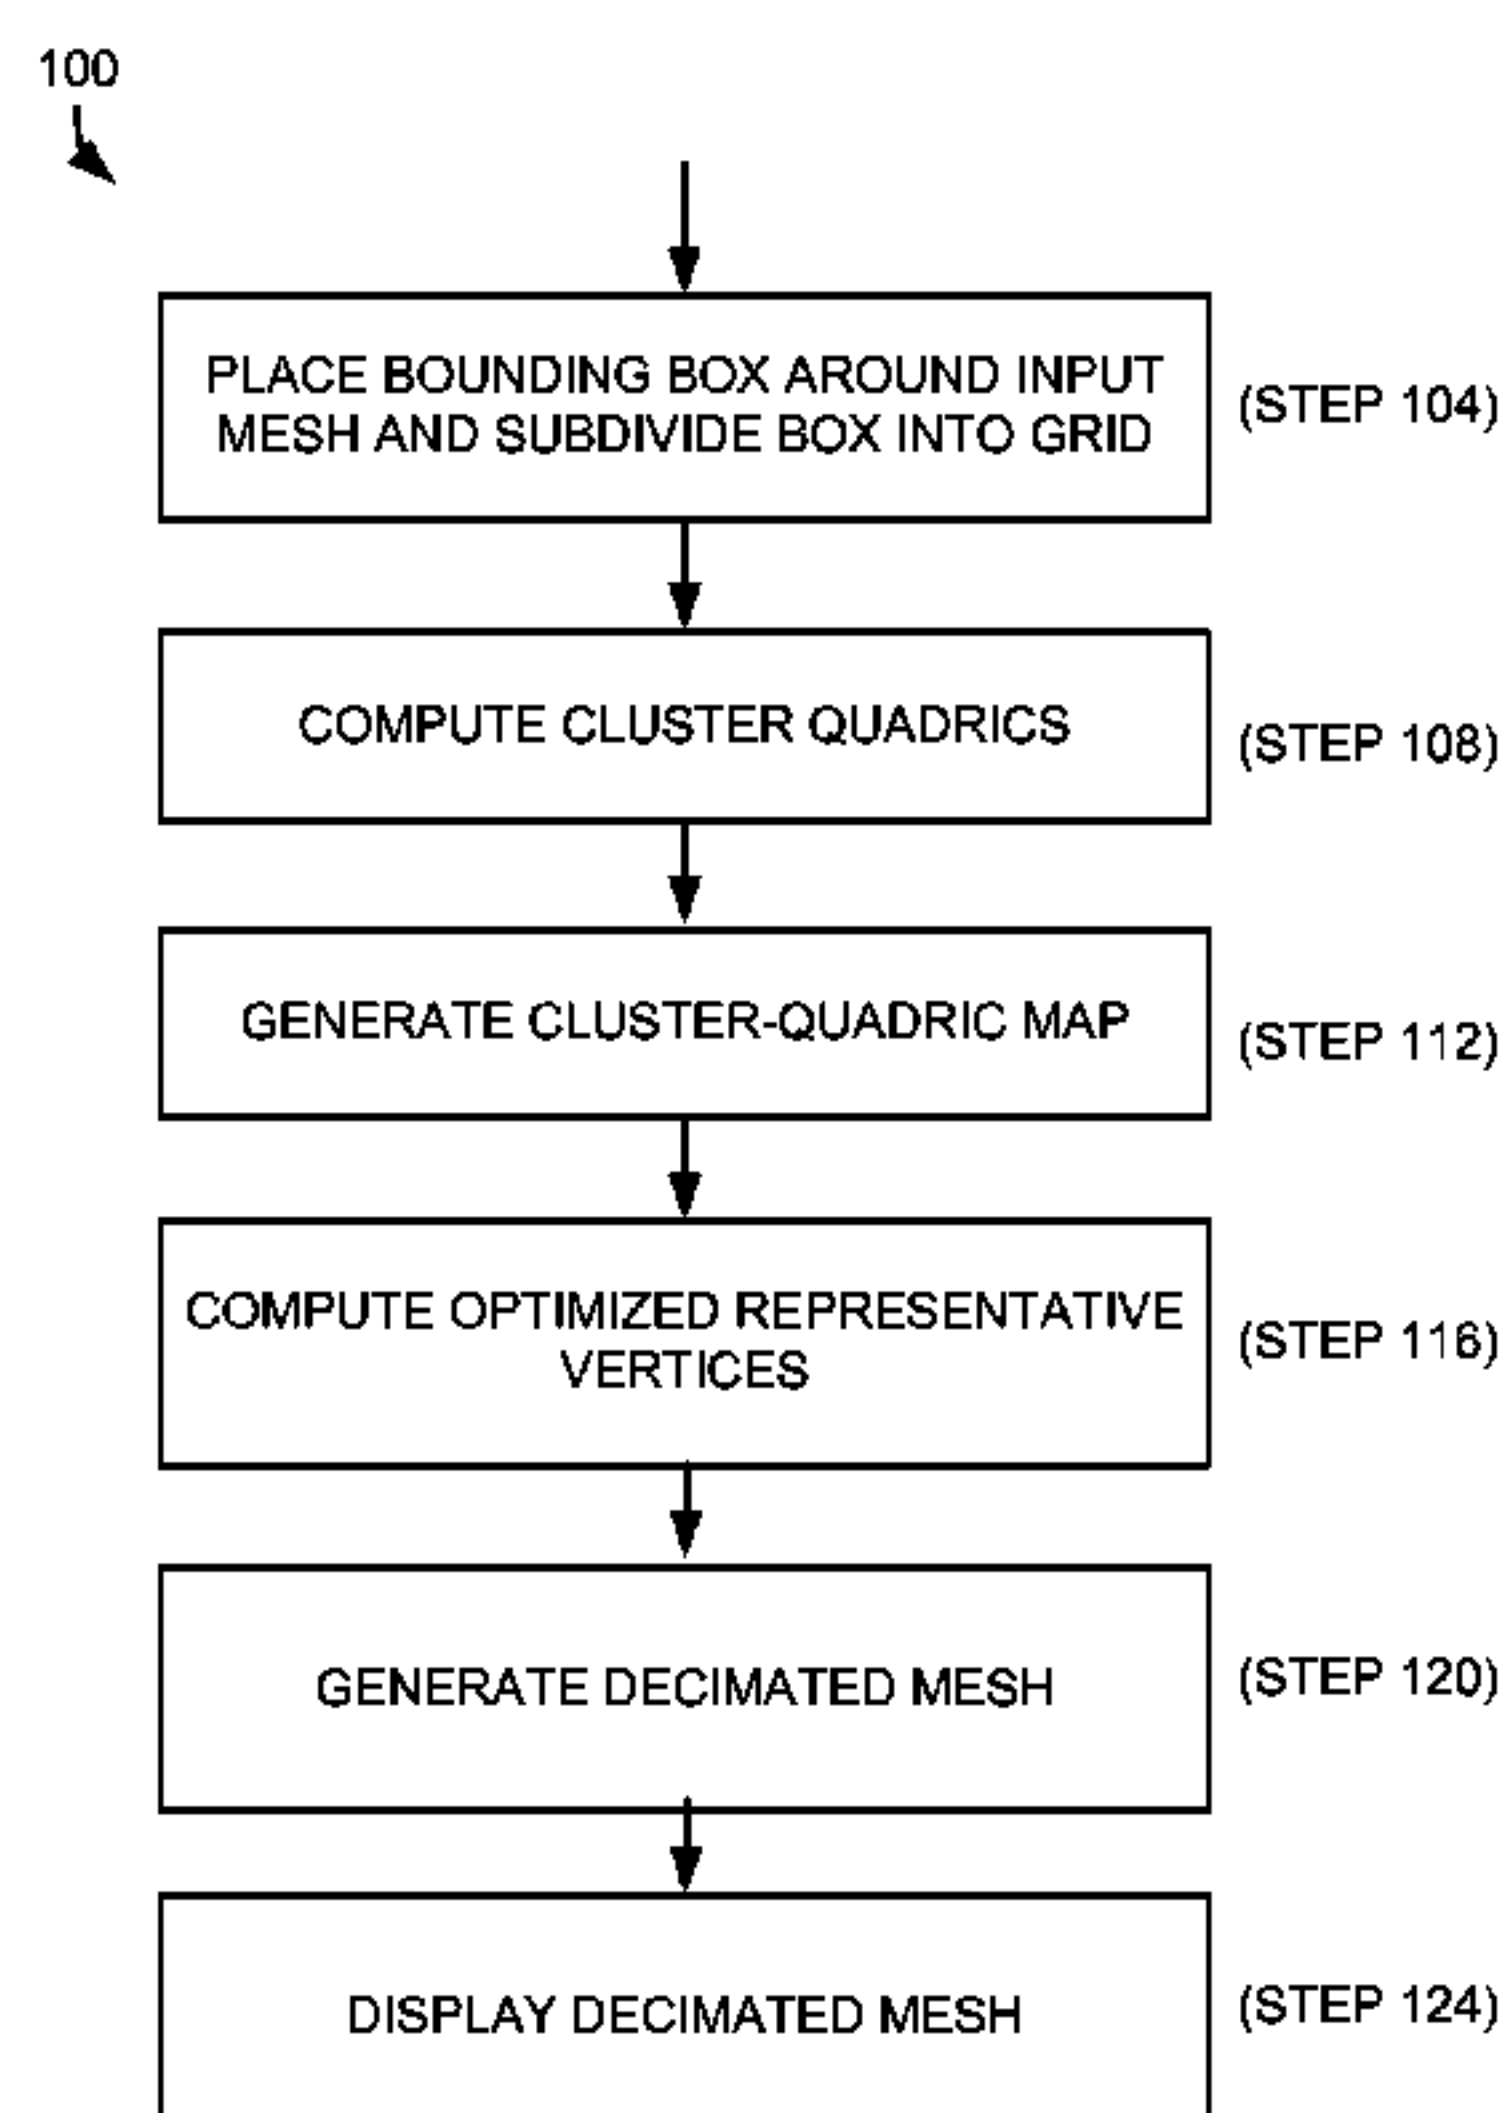 100
PLACE BOUNDING BOX AROUND INPUT
MESH AND SUBDIVIDE BOX INTO GRID
(STEP 104)
COMPUTE CLUSTER QUADRICS
(STEP 108)
GENERATE CLUSTER-QUADRIC MAP
(STEP 112)
COMPUTE OPTIMIZED REPRESENTATIVE
VERTICES
(STEP 116)
GENERATE DECIMATED MESH
(STEP 120)
DISPLAY DECIMATED MESH
(STEP 124)